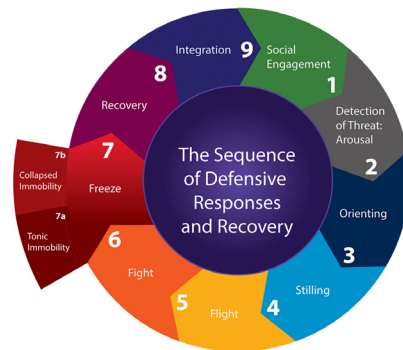 The Sequence
of Defensive
Responses
and Recovery
Social
Engagement
1
Detection
of Threat:
Arousal
2
Orienting
3
Stilling
4
Flight
5
Fight
6
Freeze
7
7a
Tonic
Immobility
7b
Collapsed
Immobility
Recovery
8
Integration
9